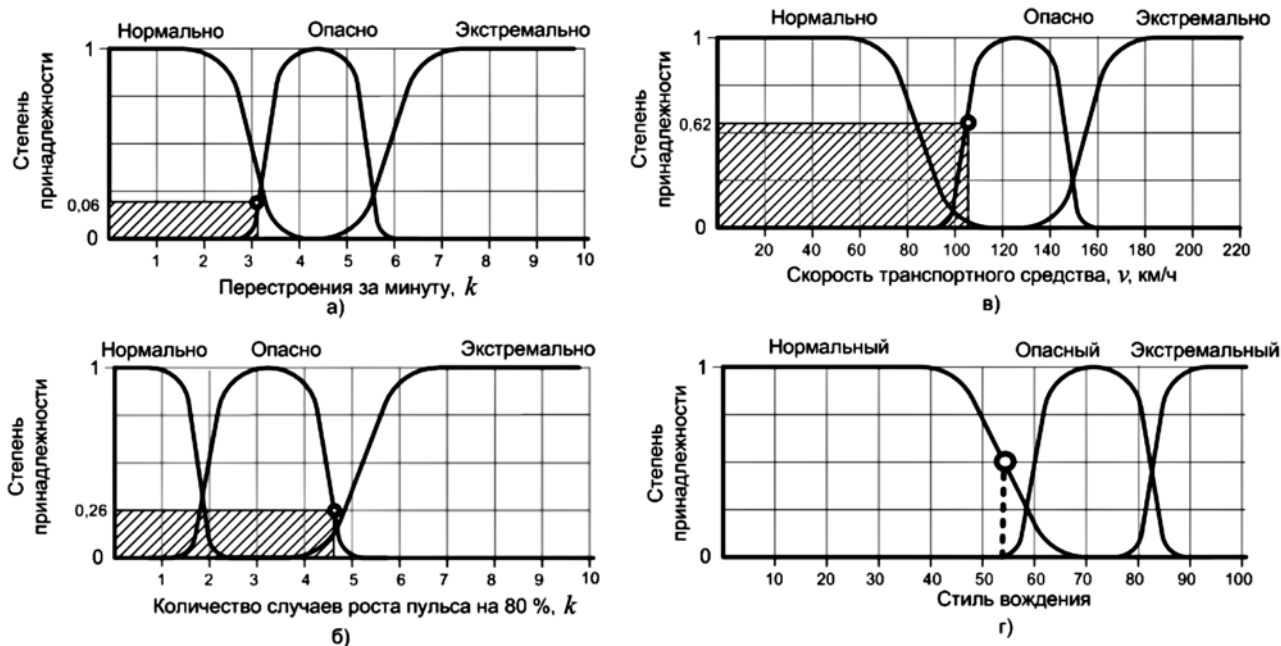 Нормально Опасно Экстремально
Степень принадлежности
1
0,06
0
1 2 3 4 5 6 7 8 9 10
Перестроения за минуту, k
а)
Нормально Опасно Экстремально
Степень принадлежности
1
0.62
0
20 40 60 80 100 120 140 160 180 200 220
Скорость транспортного средства, v, км/ч
в)
Нормально Опасно Экстремально
Степень принадлежности
1
0,26
0
1 2 3 4 5 6 7 8 9 10
Количество случаев роста пульса на 80 %, k
б)
Нормальный Опасный Экстремальный
Степень принадлежности
1
0
10 20 30 40 50 60 70 80 90 100
Стиль вождения
г)